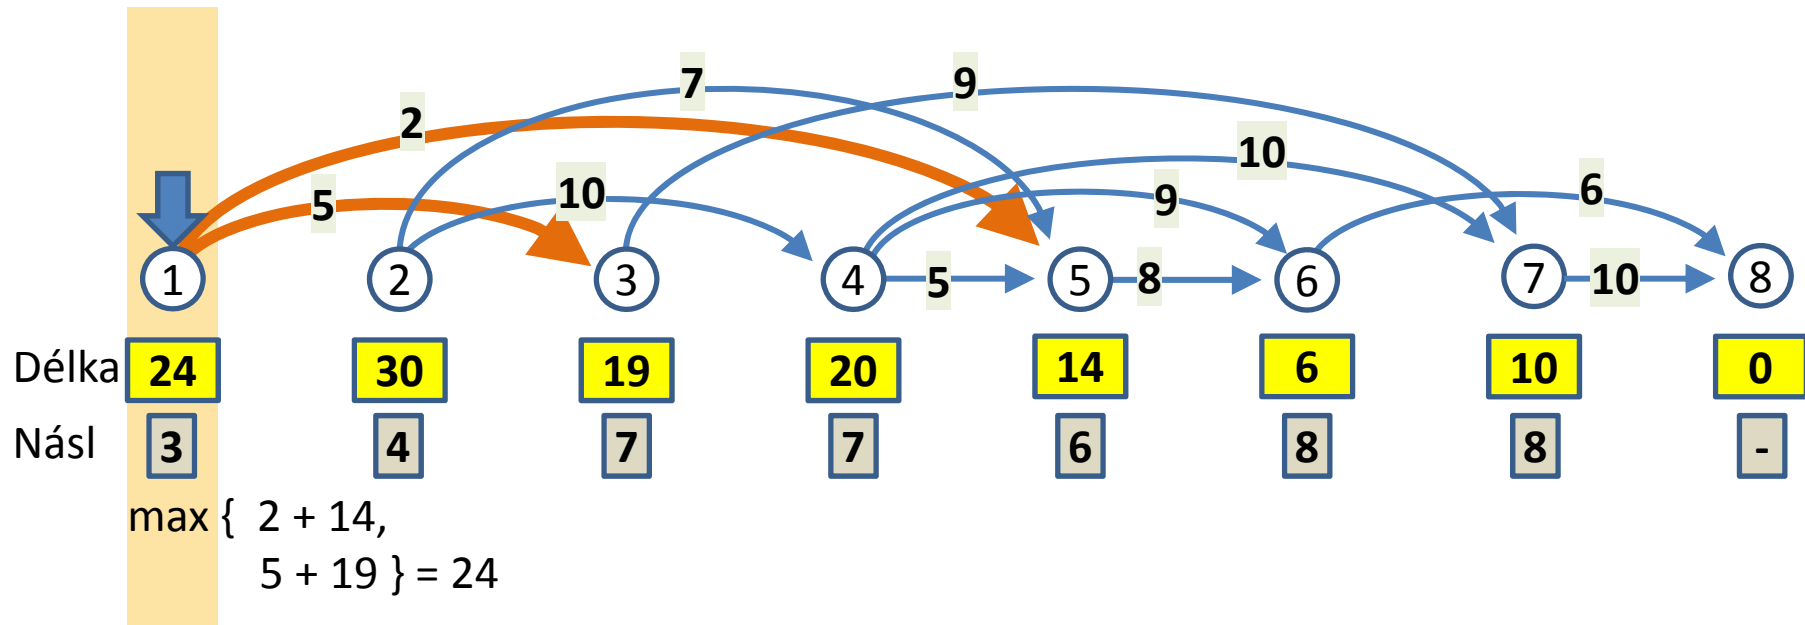 7 9
2 10
5 10 9 6
1 2 3 4 5 8 5 6 7 10 8
Délka 24 30 19 20 14 6 10 0
Násl 3 4 7 7 6 8 8 -
max { 2 + 14,
5 + 19 } = 24